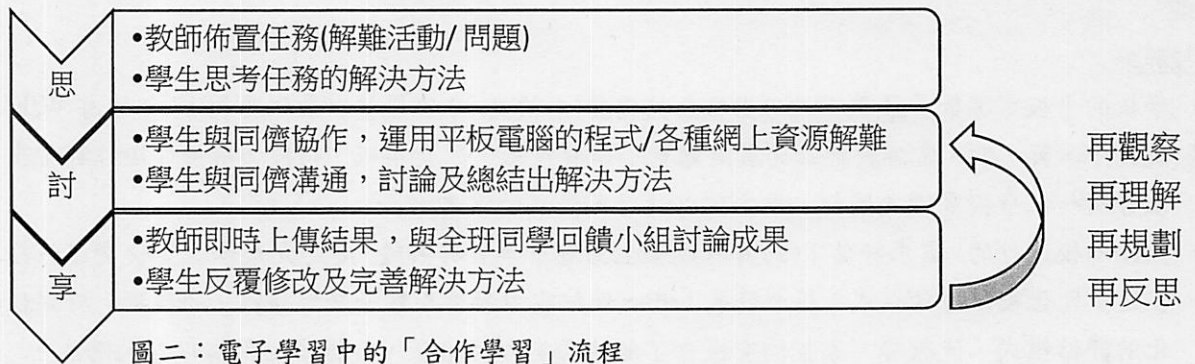 思
•教師佈置任務(解難活動/ 問題)
•學生思考任務的解決方法
討
•學生與同儕協作，運用平板電腦的程式/各種網上資源解難
•學生與同儕溝通，討論及總結出解決方法
享
•教師即時上傳結果，與全班同學回饋小組討論成果
•學生反覆修改及完善解決方法
再觀察
再理解
再規劃
再反思
圖二：電子學習中的「合作學習」流程